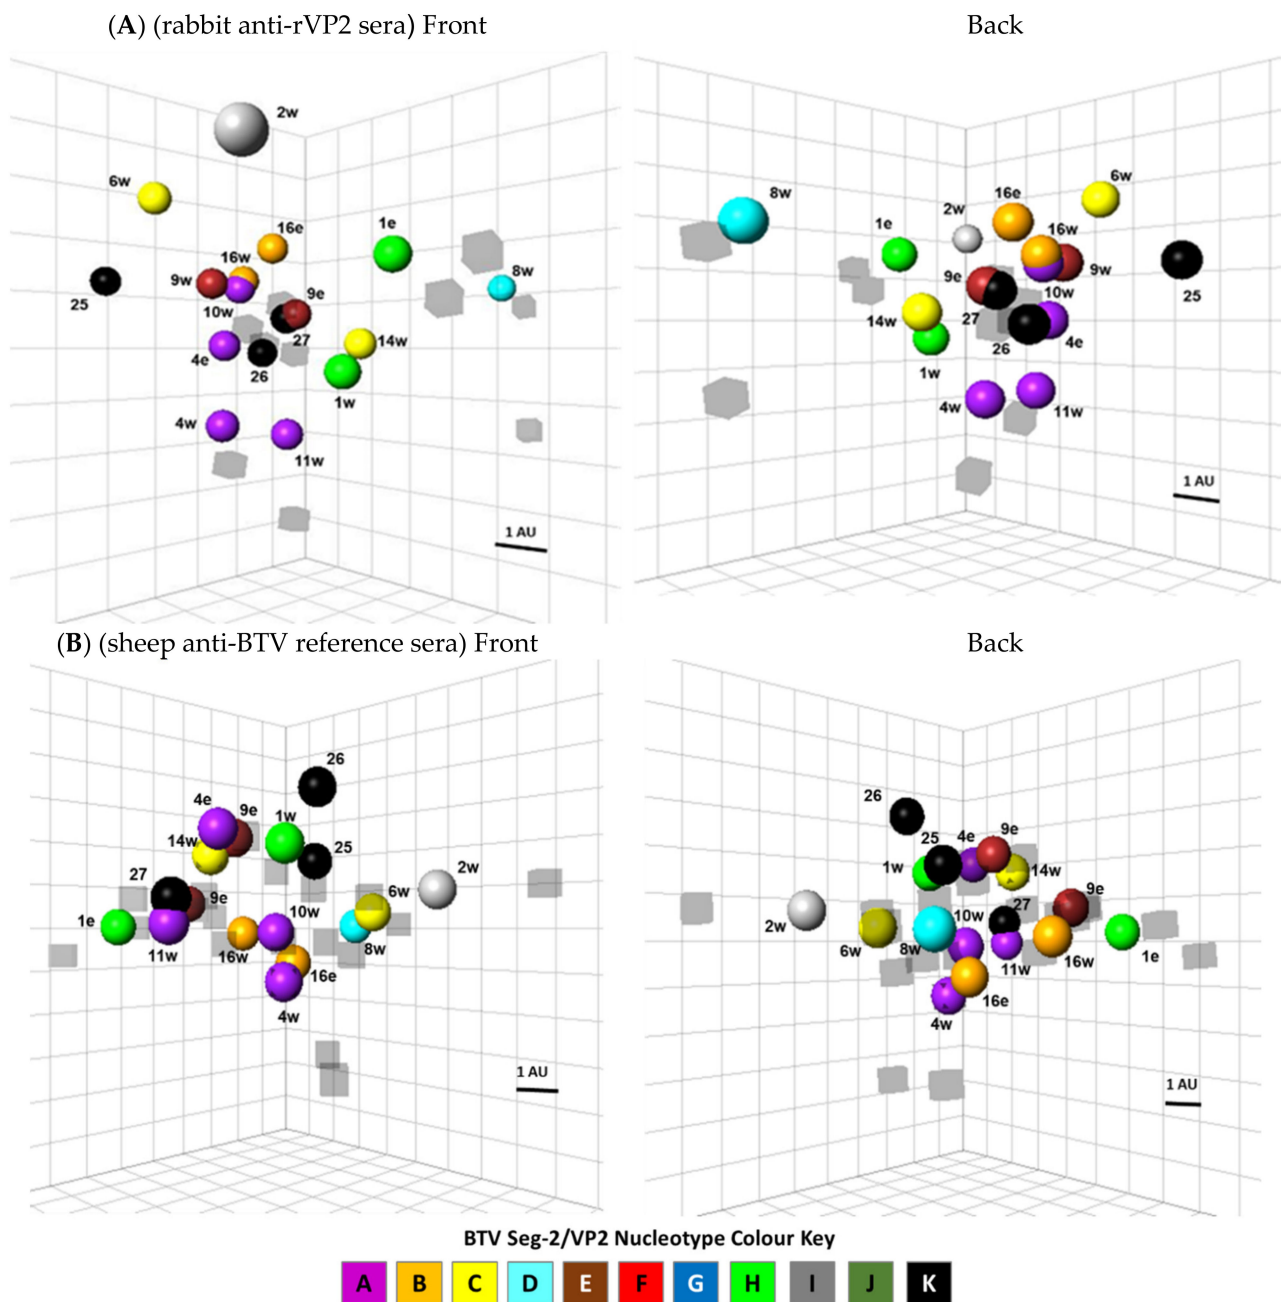 (A) (rabbit anti-rVP2 sera) Front
Back
2w
6w
16e
1e
16w
9w
8w
25
10w
9e
27
14w
4e
26
1w
4w
11w
1 AU
6w
8w
16e
2w
1e
16w
9e
9w
10w
25
14w
27
26
4e
1w
4w
11w
1 AU
(B) (sheep anti-BTV reference sera) Front
Back
26
4e
9e
1w
14w
25
2w
27
9e
6w
10w
1e
11w
16w
8w
16e
4w
1 AU
26
25
4e
9e
1w
14w
9e
27
2w
10w
6w
8w
11w
16w
1e
16e
4w
1 AU
BTV Seg-2/VP2 Nucleotype Colour Key
A B C D E F G H I J K